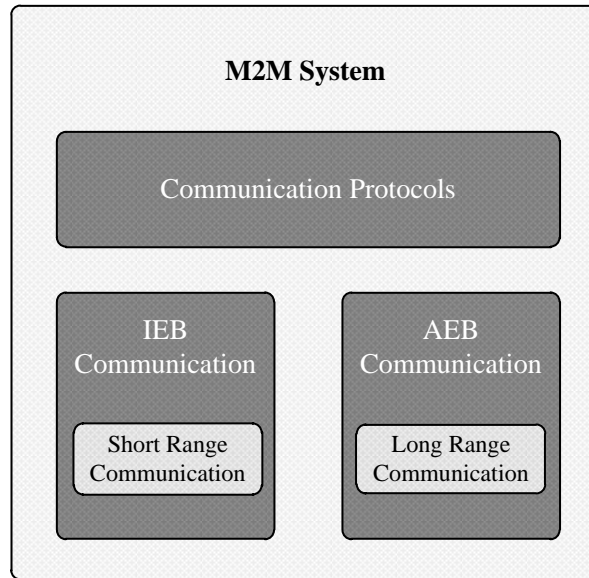 M2M System
Communication Protocols
IEB
Communication
Short Range
Communication
AEB
Communication
Long Range
Communication